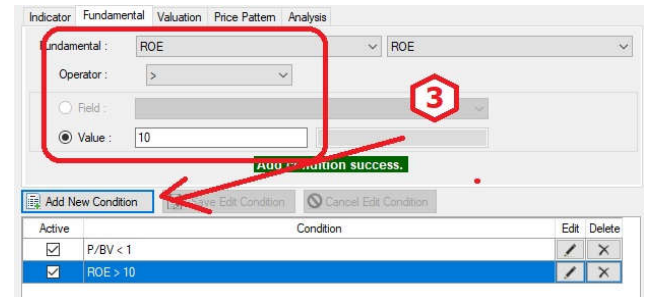 Indicator Fundamental Valuation Price Pattern Analysis
Fundamental : ROE ROE
Operator : >
Field :
3
Value : 10
Add Condition success.
Add New Condition Save Edit Condition Cancel Edit Condition
Active Condition Edit Delete
P/BV < 1
ROE > 10